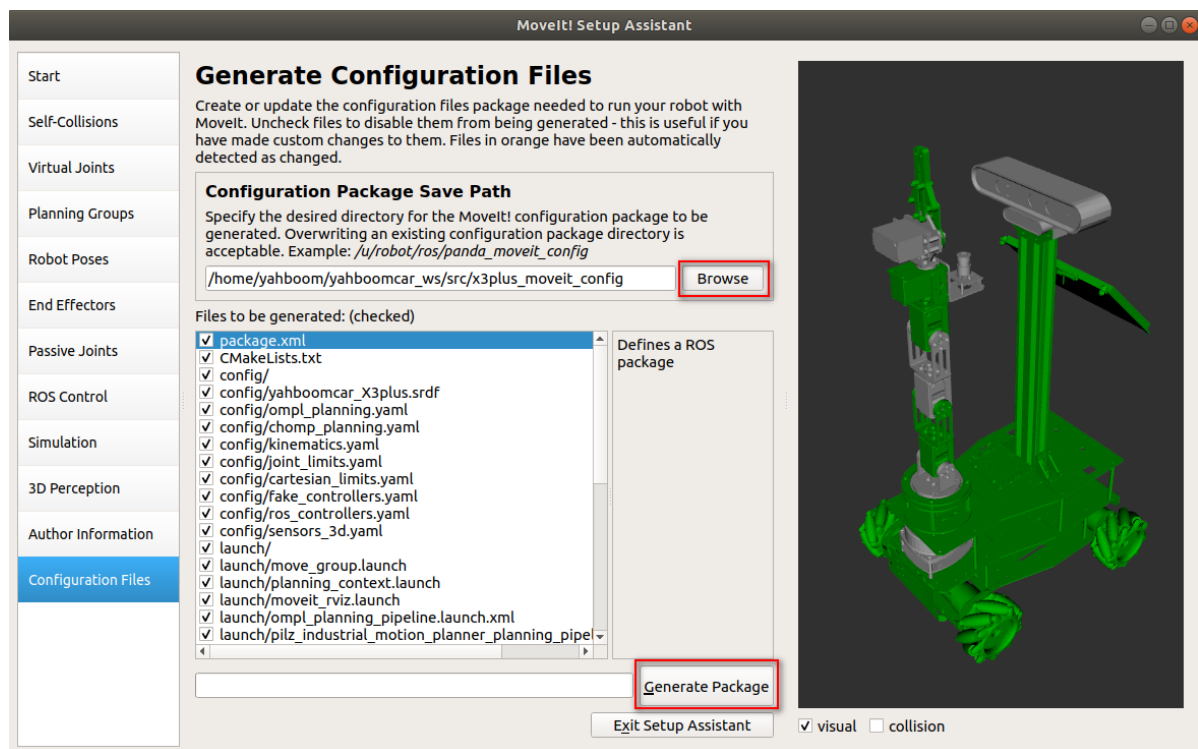 MoveIt! Setup Assistant
Start
Self-Collisions
Virtual Joints
Planning Groups
Robot Poses
End Effectors
Passive Joints
ROS Control
Simulation
3D Perception
Author Information
Configuration Files
Generate Configuration Files
Create or update the configuration files package needed to run your robot with
MoveIt. Uncheck files to disable them from being generated - this is useful if you
have made custom changes to them. Files in orange have been automatically
detected as changed.
Configuration Package Save Path
Specify the desired directory for the MoveIt! configuration package to be
generated. Overwriting an existing configuration package directory is
acceptable. Example: /u/robot/ros/panda_moveit_config
/home/yahboom/yahboomcar_ws/src/x3plus_moveit_config
Browse
Files to be generated: (checked)
package.xml
CMakeLists.txt
config/
config/yahboomcar_X3plus.srdf
config/ompl_planning.yaml
config/chomp_planning.yaml
config/kinematics.yaml
config/joint_limits.yaml
config/cartesian_limits.yaml
config/fake_controllers.yaml
config/ros_controllers.yaml
config/sensors_3d.yaml
launch/
launch/move_group.launch
launch/planning_context.launch
launch/moveit_rviz.launch
launch/ompl_planning_pipeline.launch.xml
launch/pilz_industrial_motion_planner_planning_pipel
Defines a ROS
package
Generate Package
Exit Setup Assistant
visual
collision